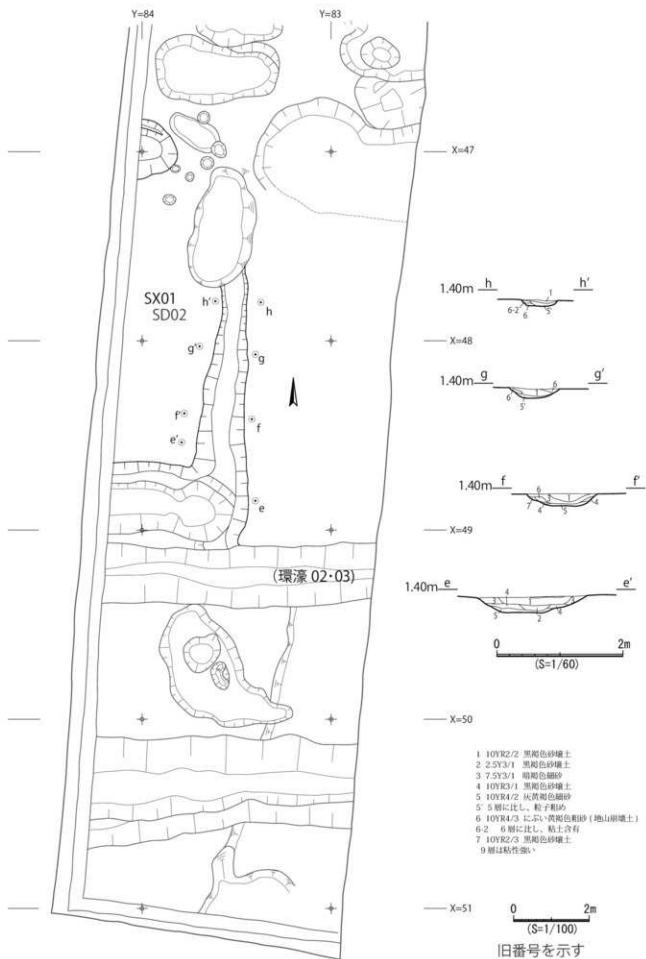 Y=84 Y=83
X=47
1.40m h h'
1
6-2' 6 5'
SX01
SD02
h' h
X=48
g' g
1.40m g g'
6 6
5'
f' f
e'
1.40m f f'
6
7 4 5 4
e
X=49
(環濠 02・03)
1.40m e e'
4
3
5 2 4
0 2m
(S=1/60)
X=50
1 10YR2/2 黒褐色砂壌土
2 2.5Y3/1 黒褐色砂壌土
3 7.5Y3/1 暗褐色細砂
4 10YR3/1 黒褐色砂壌土
5 10YR4/2 灰黄褐色細砂
5' 5層に比し、粒子粗め
6 10YR4/3 にぶい黄褐色粗砂 (地山崩壊土)
6-2 6層に比し、粘土含有
7 10YR2/3 黒褐色砂壌土
9層は粘性強い
X=51
0 2m
(S=1/100)
旧番号を示す